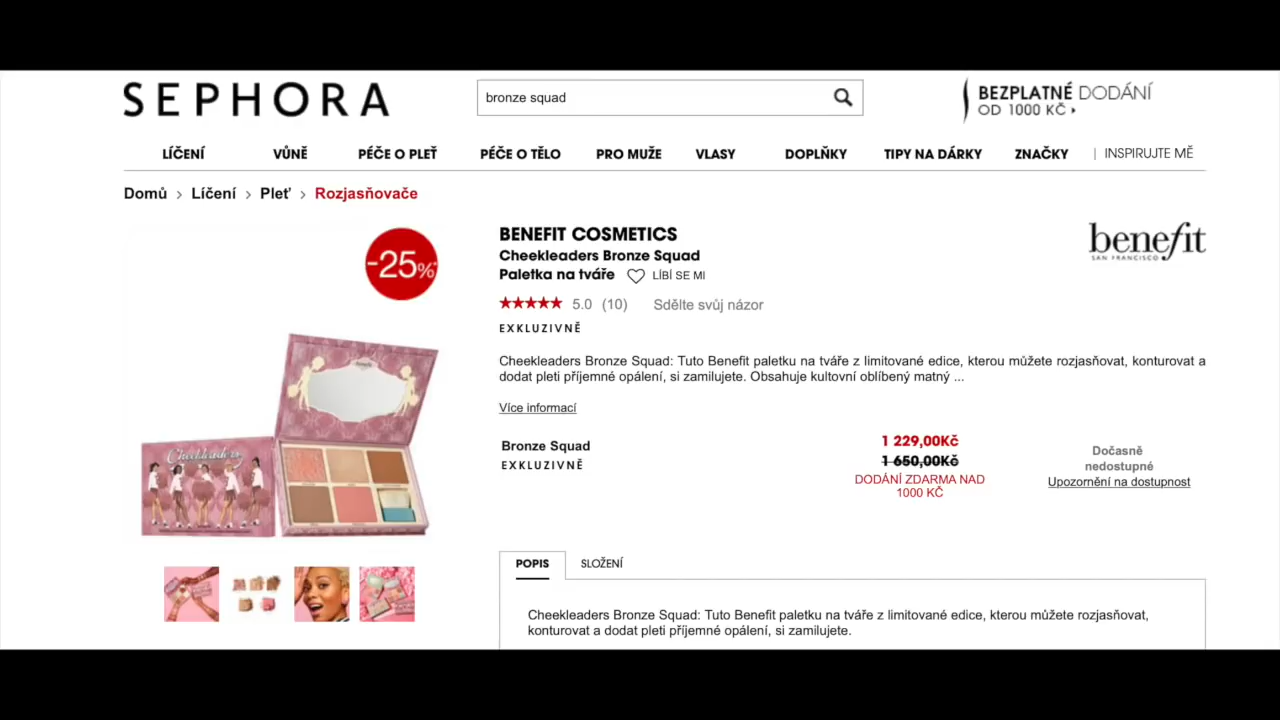 SEPHORA
bronze squad
BEZPLATNÉ DODÁNÍ
OD 1000 KČ
LÍČENÍ VŮNĚ PÉČE O PLEŤ PÉČE O TĚLO PRO MUŽE VLASY DOPLŇKY TIPY NA DÁRKY ZNAČKY | INSPIRUJTE MĚ
Domů > Líčení > Pleť > Rozjasňovače
-25%*
BENEFIT COSMETICS
Cheekleaders Bronze Squad
Paletka na tváře LÍBÍ SE MI
★★★★★ 5.0 (10) Sdělte svůj názor
EXKLUZIVNĚ
benefit
SAN FRANCISCO
Cheekleaders Bronze Squad: Tuto Benefit paletku na tváře z limitované edice, kterou můžete rozjasňovat, konturovat a
dodat pleti příjemné opálení, si zamilujete. Obsahuje kultovní oblíbený matný ...
Více informací
Bronze Squad
EXKLUZIVNĚ
1 229,00Kč
1 650,00Kč
DODÁNÍ ZDARMA NAD
1000 KČ
Dočasně
nedostupné
Upozornění na dostupnost
Cheekleaders
POPIS SLOŽENÍ
Cheekleaders Bronze Squad: Tuto Benefit paletku na tváře z limitované edice, kterou můžete rozjasňovat,
konturovat a dodat pleti příjemné opálení, si zamilujete.